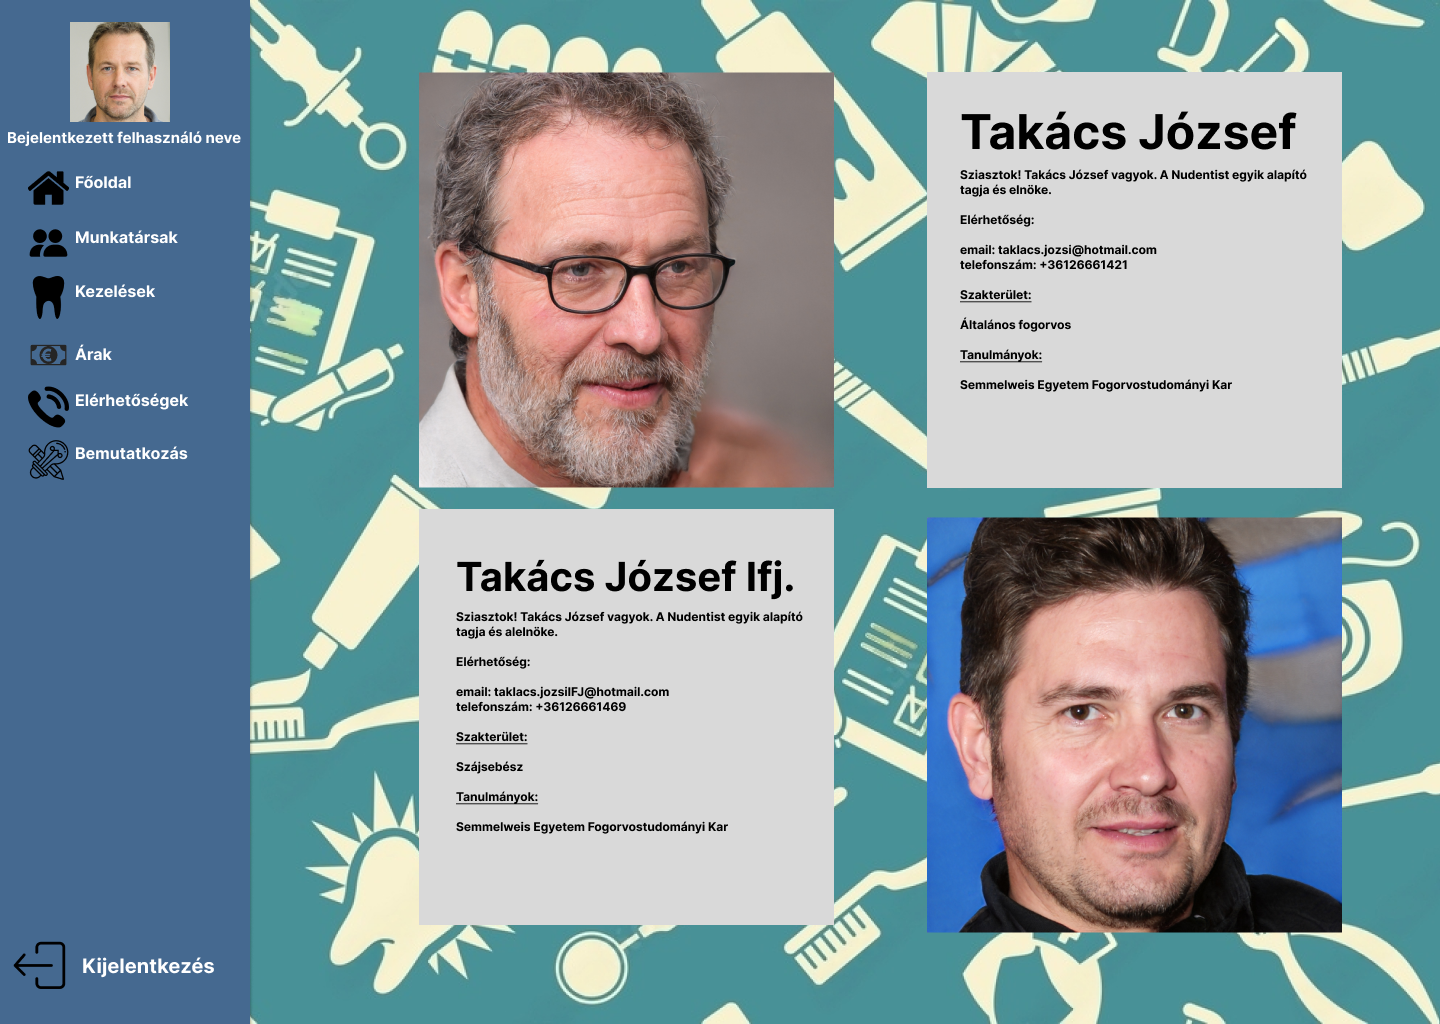 Bejelentkezett felhasználó neve
Főoldal
Munkatársak
Kezelések
Árak
Elérhetőségek
Bemutatkozás
Kijelentkezés
Takács József
Sziasztok! Takács József vagyok. A Nudentist egyik alapító
tagja és elnöke.
Elérhetőség:
email: taklacs.jozsi@hotmail.com
telefonszám: +36126661421
Szakterület:
Általános fogorvos
Tanulmányok:
Semmelweis Egyetem Fogorvostudományi Kar
Takács József Ifj.
Sziasztok! Takács József vagyok. A Nudentist egyik alapító
tagja és alelnöke.
Elérhetőség:
email: taklacs.jozsiIFJ@hotmail.com
telefonszám: +36126661469
Szakterület:
Szájsebész
Tanulmányok:
Semmelweis Egyetem Fogorvostudományi Kar